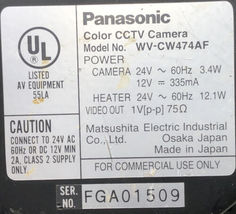 Panasonic
Color CCTV Camera
Model No. WV-CW474AF
POWER
CAMERA 24V ~ 60Hz 3.4W
12V ⎓ 335mA
HEATER 24V ~ 60Hz 12.1W
VIDEO OUT 1V[p-p] 75Ω
Matsushita Electric Industrial
Co., Ltd. Osaka Japan
Made in Japan
FOR COMMERCIAL USE ONLY
UL
LISTED
AV EQUIPMENT
55LA
CAUTION
CONNECT TO 24V AC
60Hz OR DC 12V MIN
2A, CLASS 2 SUPPLY
ONLY.
SER.
NO.
FGA01509